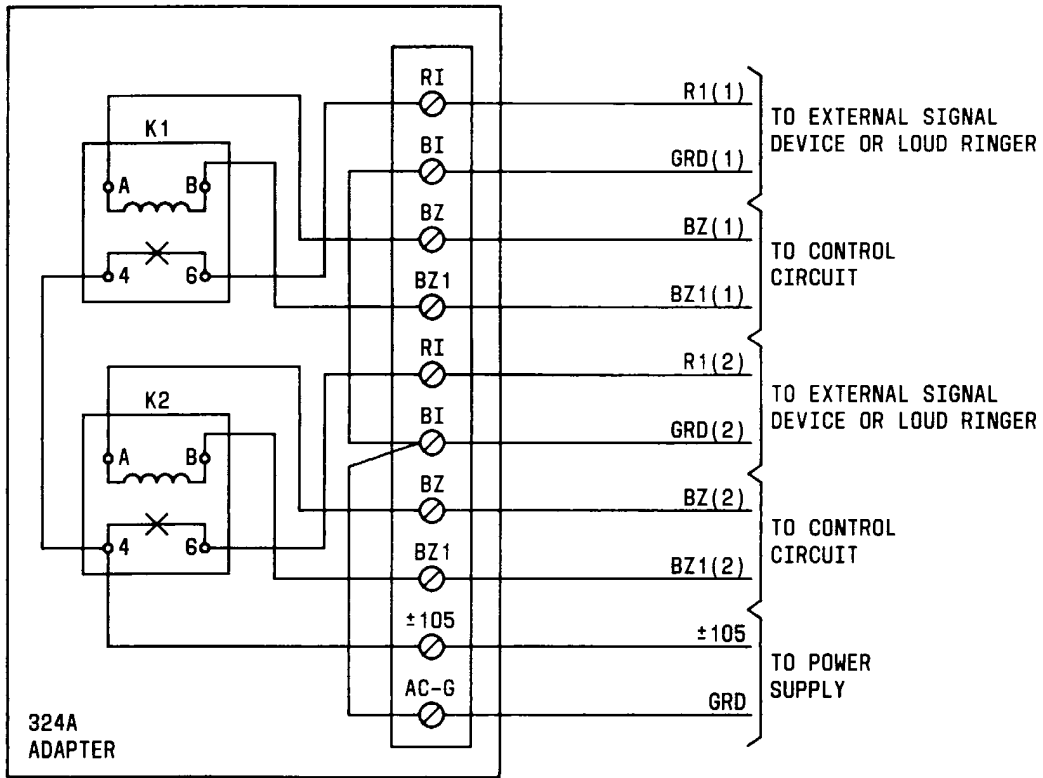 RI
R1(1)
TO EXTERNAL SIGNAL
DEVICE OR LOUD RINGER
K1
BI
GRD(1)
A
B
BZ
BZ(1)
TO CONTROL
CIRCUIT
4
6
BZ1
BZ1(1)
RI
R1(2)
TO EXTERNAL SIGNAL
DEVICE OR LOUD RINGER
K2
BI
GRD(2)
A
B
BZ
BZ(2)
TO CONTROL
CIRCUIT
4
6
BZ1
BZ1(2)
±105
±105
TO POWER
SUPPLY
AC-G
GRD
324A
ADAPTER